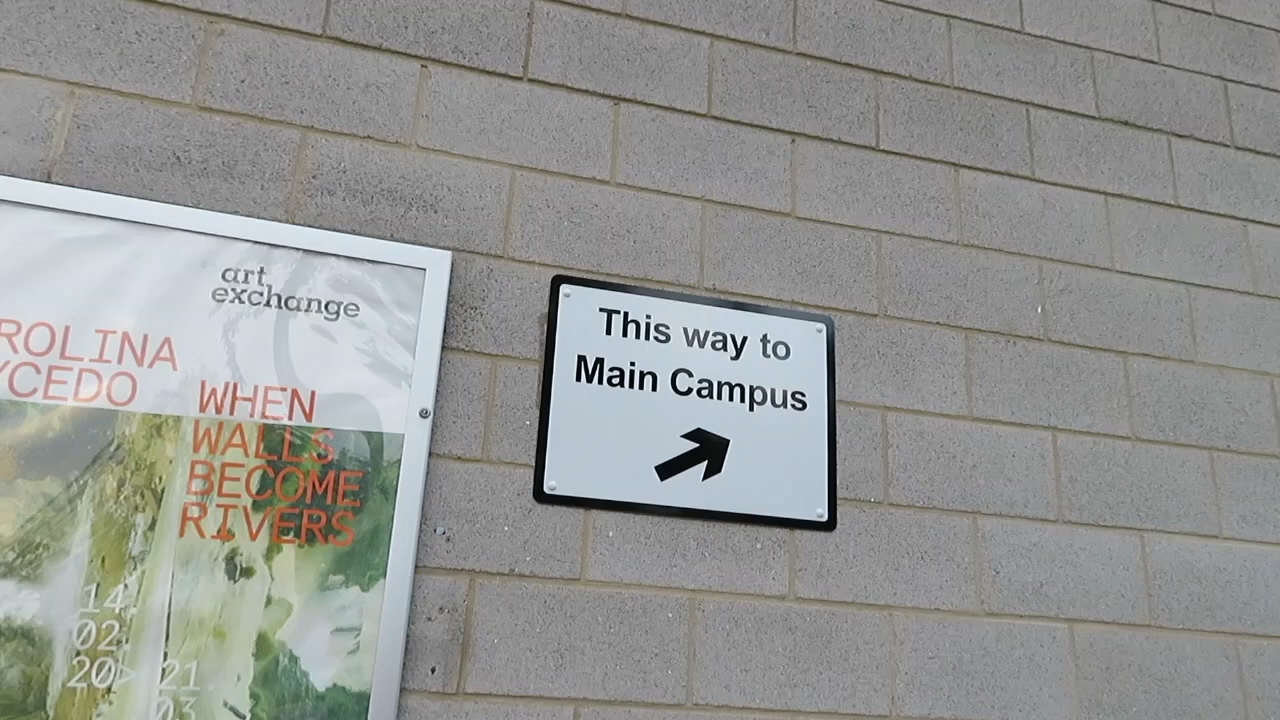 art
exchange
ROLINA
YCEDO
WHEN
WALLS
BECOME
RIVERS
14.
02.
20> 21.
03
This way to
Main Campus